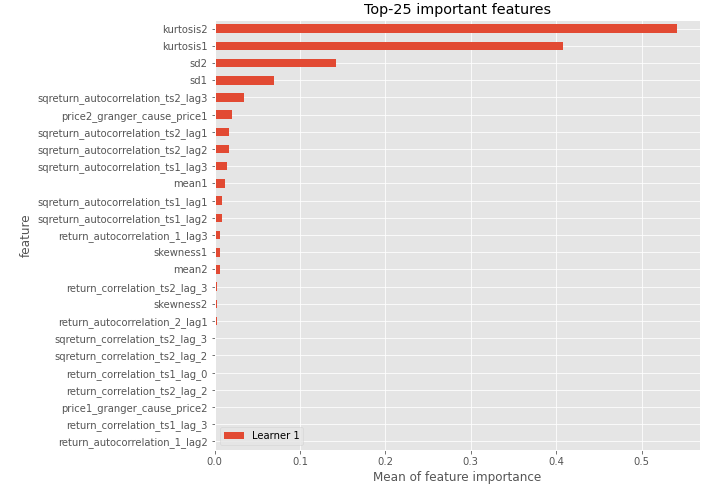 Top-25 important features
kurtosis2
kurtosis1
sd2
sd1
sqreturn_autocorrelation_ts2_lag3
price2_granger_cause_price1
sqreturn_autocorrelation_ts2_lag1
sqreturn_autocorrelation_ts2_lag2
sqreturn_autocorrelation_ts1_lag3
mean1
sqreturn_autocorrelation_ts1_lag1
sqreturn_autocorrelation_ts1_lag2
return_autocorrelation_1_lag3
skewness1
mean2
return_correlation_ts2_lag_3
skewness2
return_autocorrelation_2_lag1
sqreturn_correlation_ts2_lag_3
sqreturn_correlation_ts2_lag_2
return_correlation_ts1_lag_0
return_correlation_ts2_lag_2
price1_granger_cause_price2
return_correlation_ts1_lag_3
return_autocorrelation_1_lag2
feature
Learner 1
0.0 0.1 0.2 0.3 0.4 0.5
Mean of feature importance